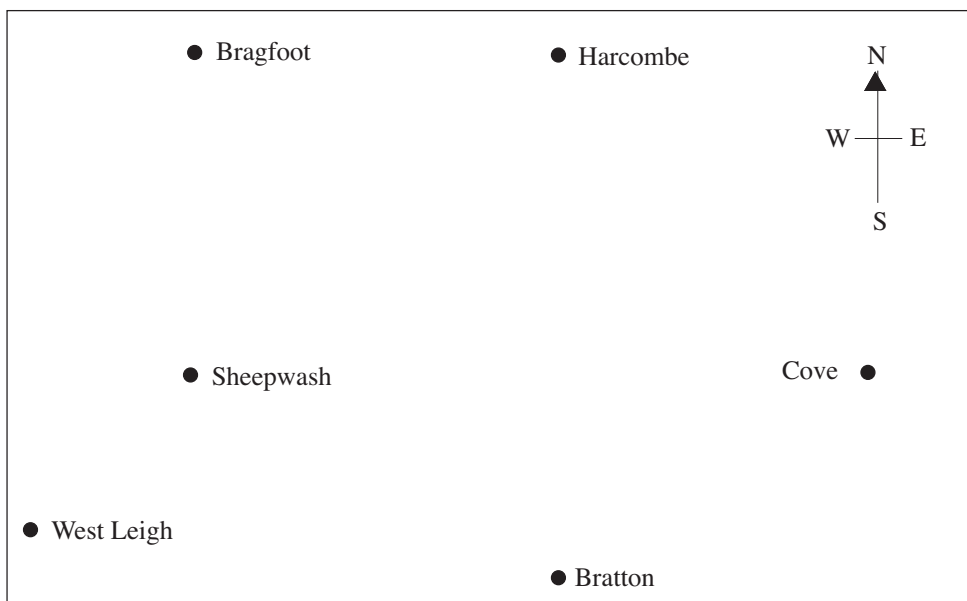 Bragfoot
Harcombe
N
W
E
S
Sheepwash
Cove
West Leigh
Bratton